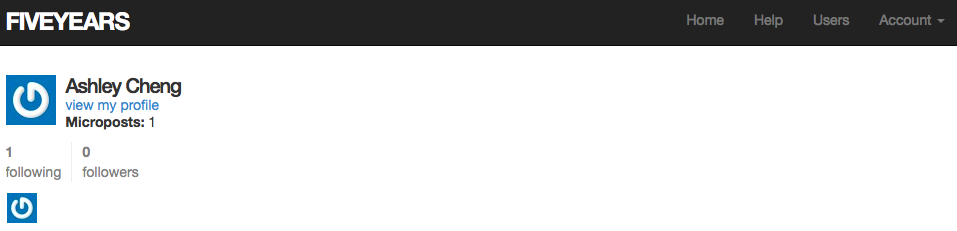 FIVEYEARS Home Help Users Account
Ashley Cheng
view my profile
Microposts: 1
1 0
following followers